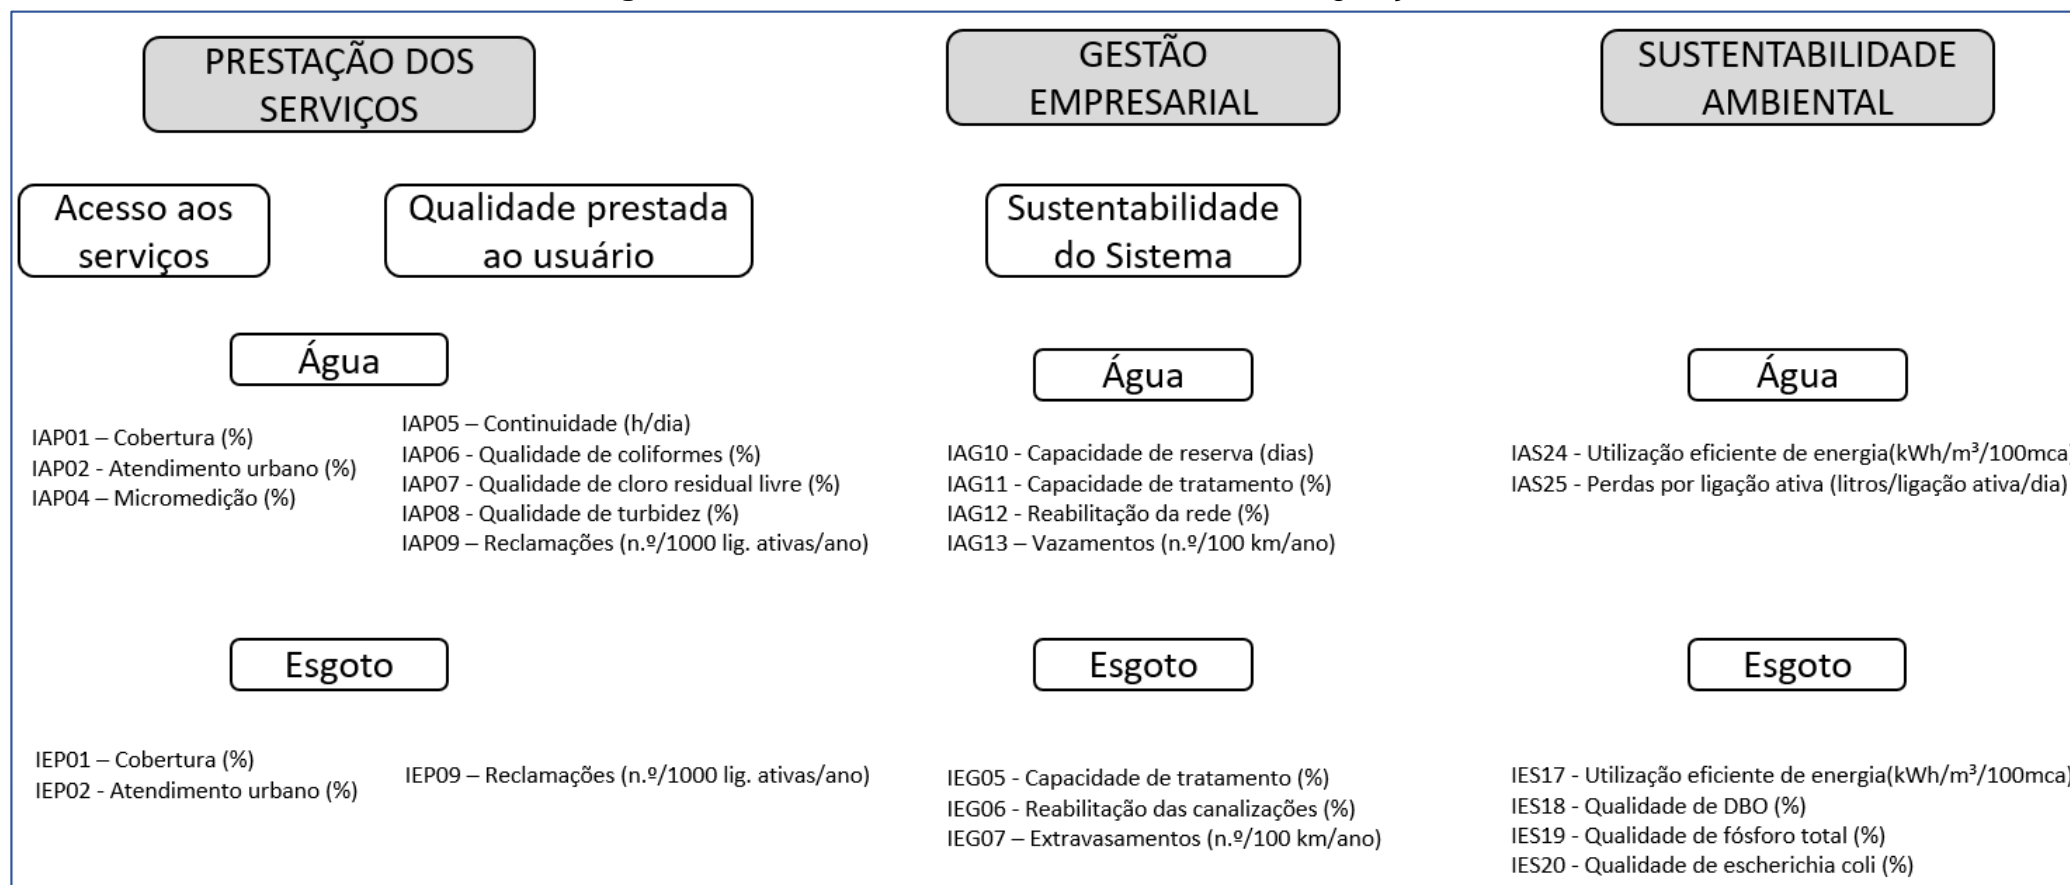 PRESTAÇÃO DOS
SERVIÇOS
GESTÃO
EMPRESARIAL
SUSTENTABILIDADE
AMBIENTAL
Acesso aos
serviços
Qualidade prestada
ao usuário
Sustentabilidade
do Sistema
Água
IAP01 – Cobertura (%)
IAP02 - Atendimento urbano (%)
IAP04 – Micromedição (%)
IAP05 – Continuidade (h/dia)
IAP06 - Qualidade de coliformes (%)
IAP07 - Qualidade de cloro residual livre (%)
IAP08 - Qualidade de turbidez (%)
IAP09 – Reclamações (n.º/1000 lig. ativas/ano)
Água
IAG10 - Capacidade de reserva (dias)
IAG11 - Capacidade de tratamento (%)
IAG12 - Reabilitação da rede (%)
IAG13 – Vazamentos (n.º/100 km/ano)
Água
IAS24 - Utilização eficiente de energia(kWh/m³/100mca)
IAS25 - Perdas por ligação ativa (litros/ligação ativa/dia)
Esgoto
IEP01 – Cobertura (%)
IEP02 - Atendimento urbano (%)
IEP09 – Reclamações (n.º/1000 lig. ativas/ano)
Esgoto
IEG05 - Capacidade de tratamento (%)
IEG06 - Reabilitação das canalizações (%)
IEG07 – Extravasamentos (n.º/100 km/ano)
Esgoto
IES17 - Utilização eficiente de energia(kWh/m³/100mca)
IES18 - Qualidade de DBO (%)
IES19 - Qualidade de fósforo total (%)
IES20 - Qualidade de escherichia coli (%)